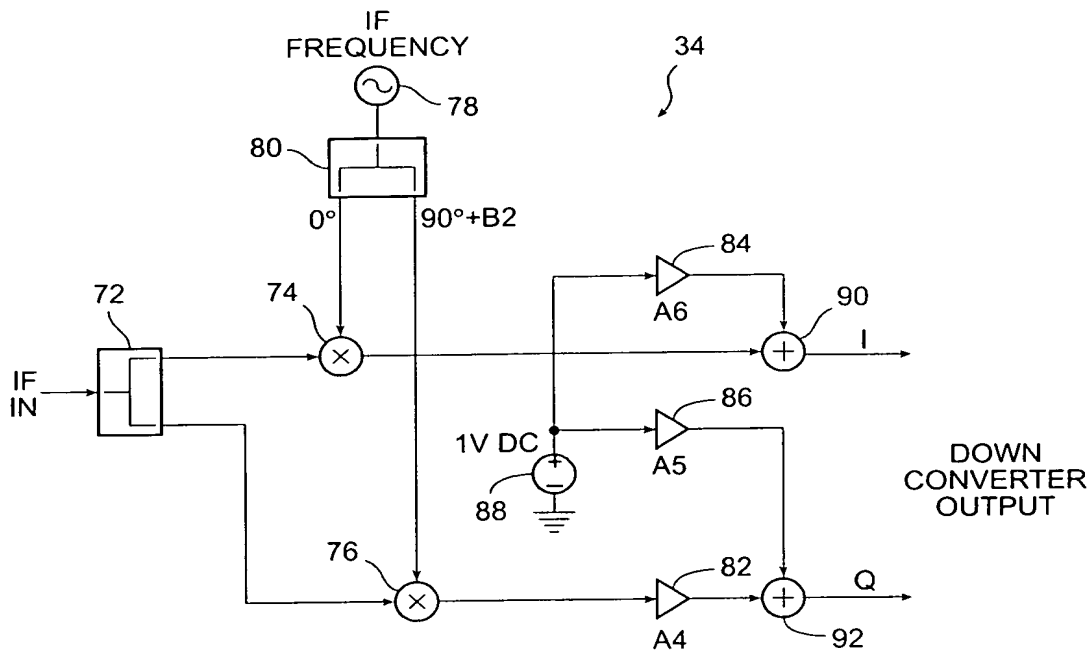 IF
FREQUENCY
34
78
80
0°
90°+B2
84
72
74
A6
90
I
IF
IN
86
1V DC
A5
88
DOWN
CONVERTER
OUTPUT
76
82
Q
A4
92